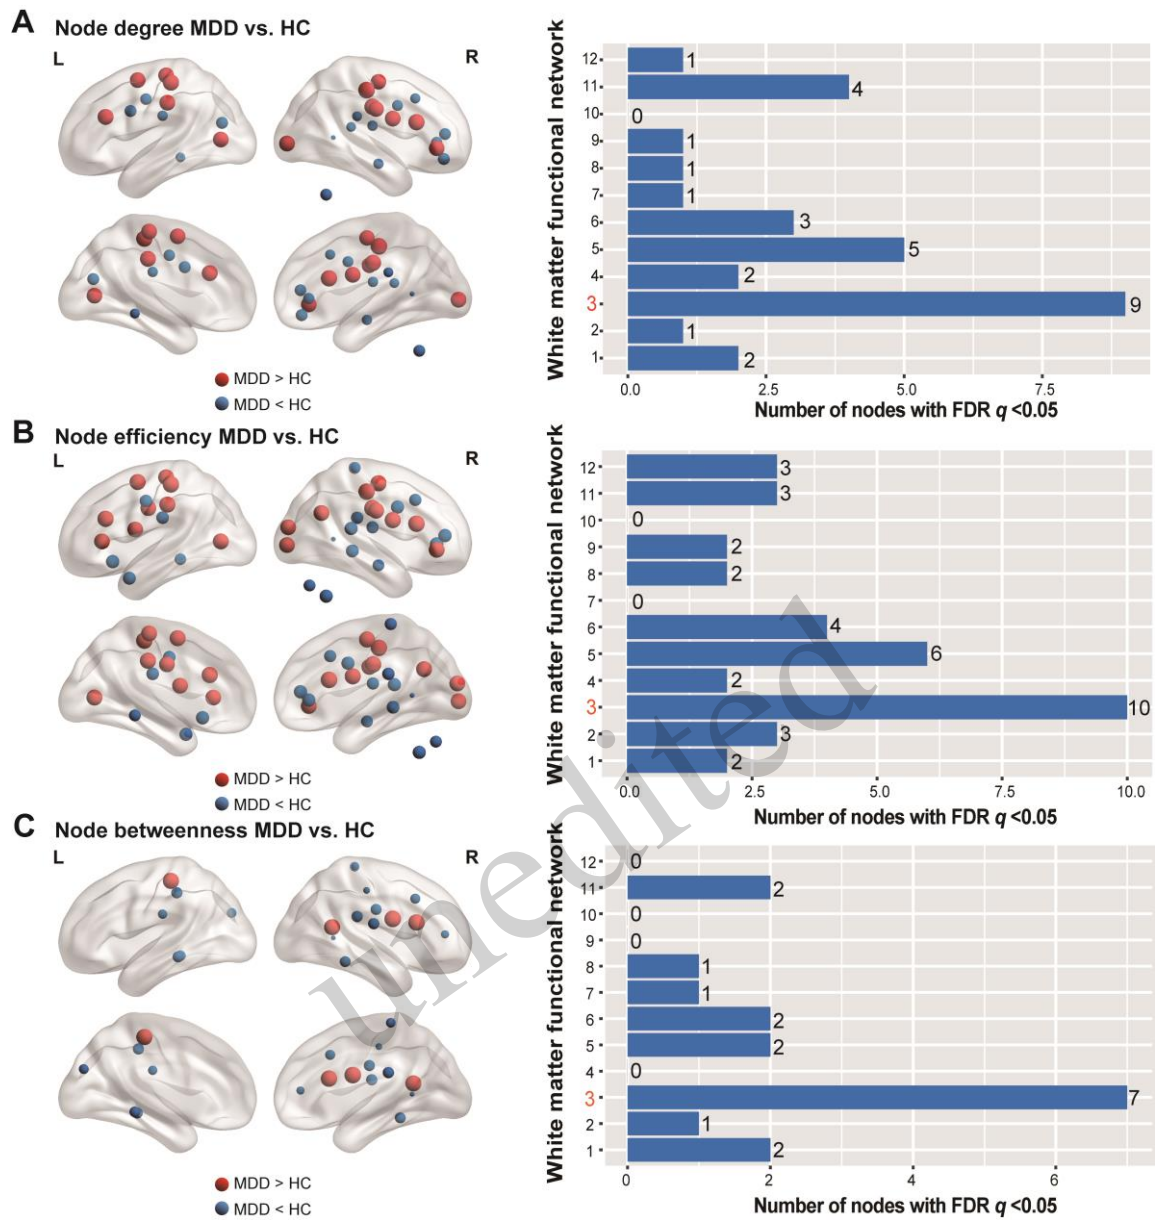 A Node degree MDD vs. HC
L
R
MDD > HC
MDD < HC
White matter functional network
12
11
10
9
8
7
6
5
4
3
2
1
1
4
0
1
1
1
3
5
2
9
1
2
0.0 2.5 5.0 7.5
Number of nodes with FDR q <0.05
B Node efficiency MDD vs. HC
L
R
MDD > HC
MDD < HC
White matter functional network
12
11
10
9
8
7
6
5
4
3
2
1
3
3
0
2
2
0
4
6
2
10
3
2
0.0 2.5 5.0 7.5 10.0
Number of nodes with FDR q <0.05
C Node betweenness MDD vs. HC
L
R
MDD > HC
MDD < HC
White matter functional network
12
11
10
9
8
7
6
5
4
3
2
1
0
2
0
0
1
1
2
2
0
7
1
2
0 2 4 6
Number of nodes with FDR q <0.05
unedited